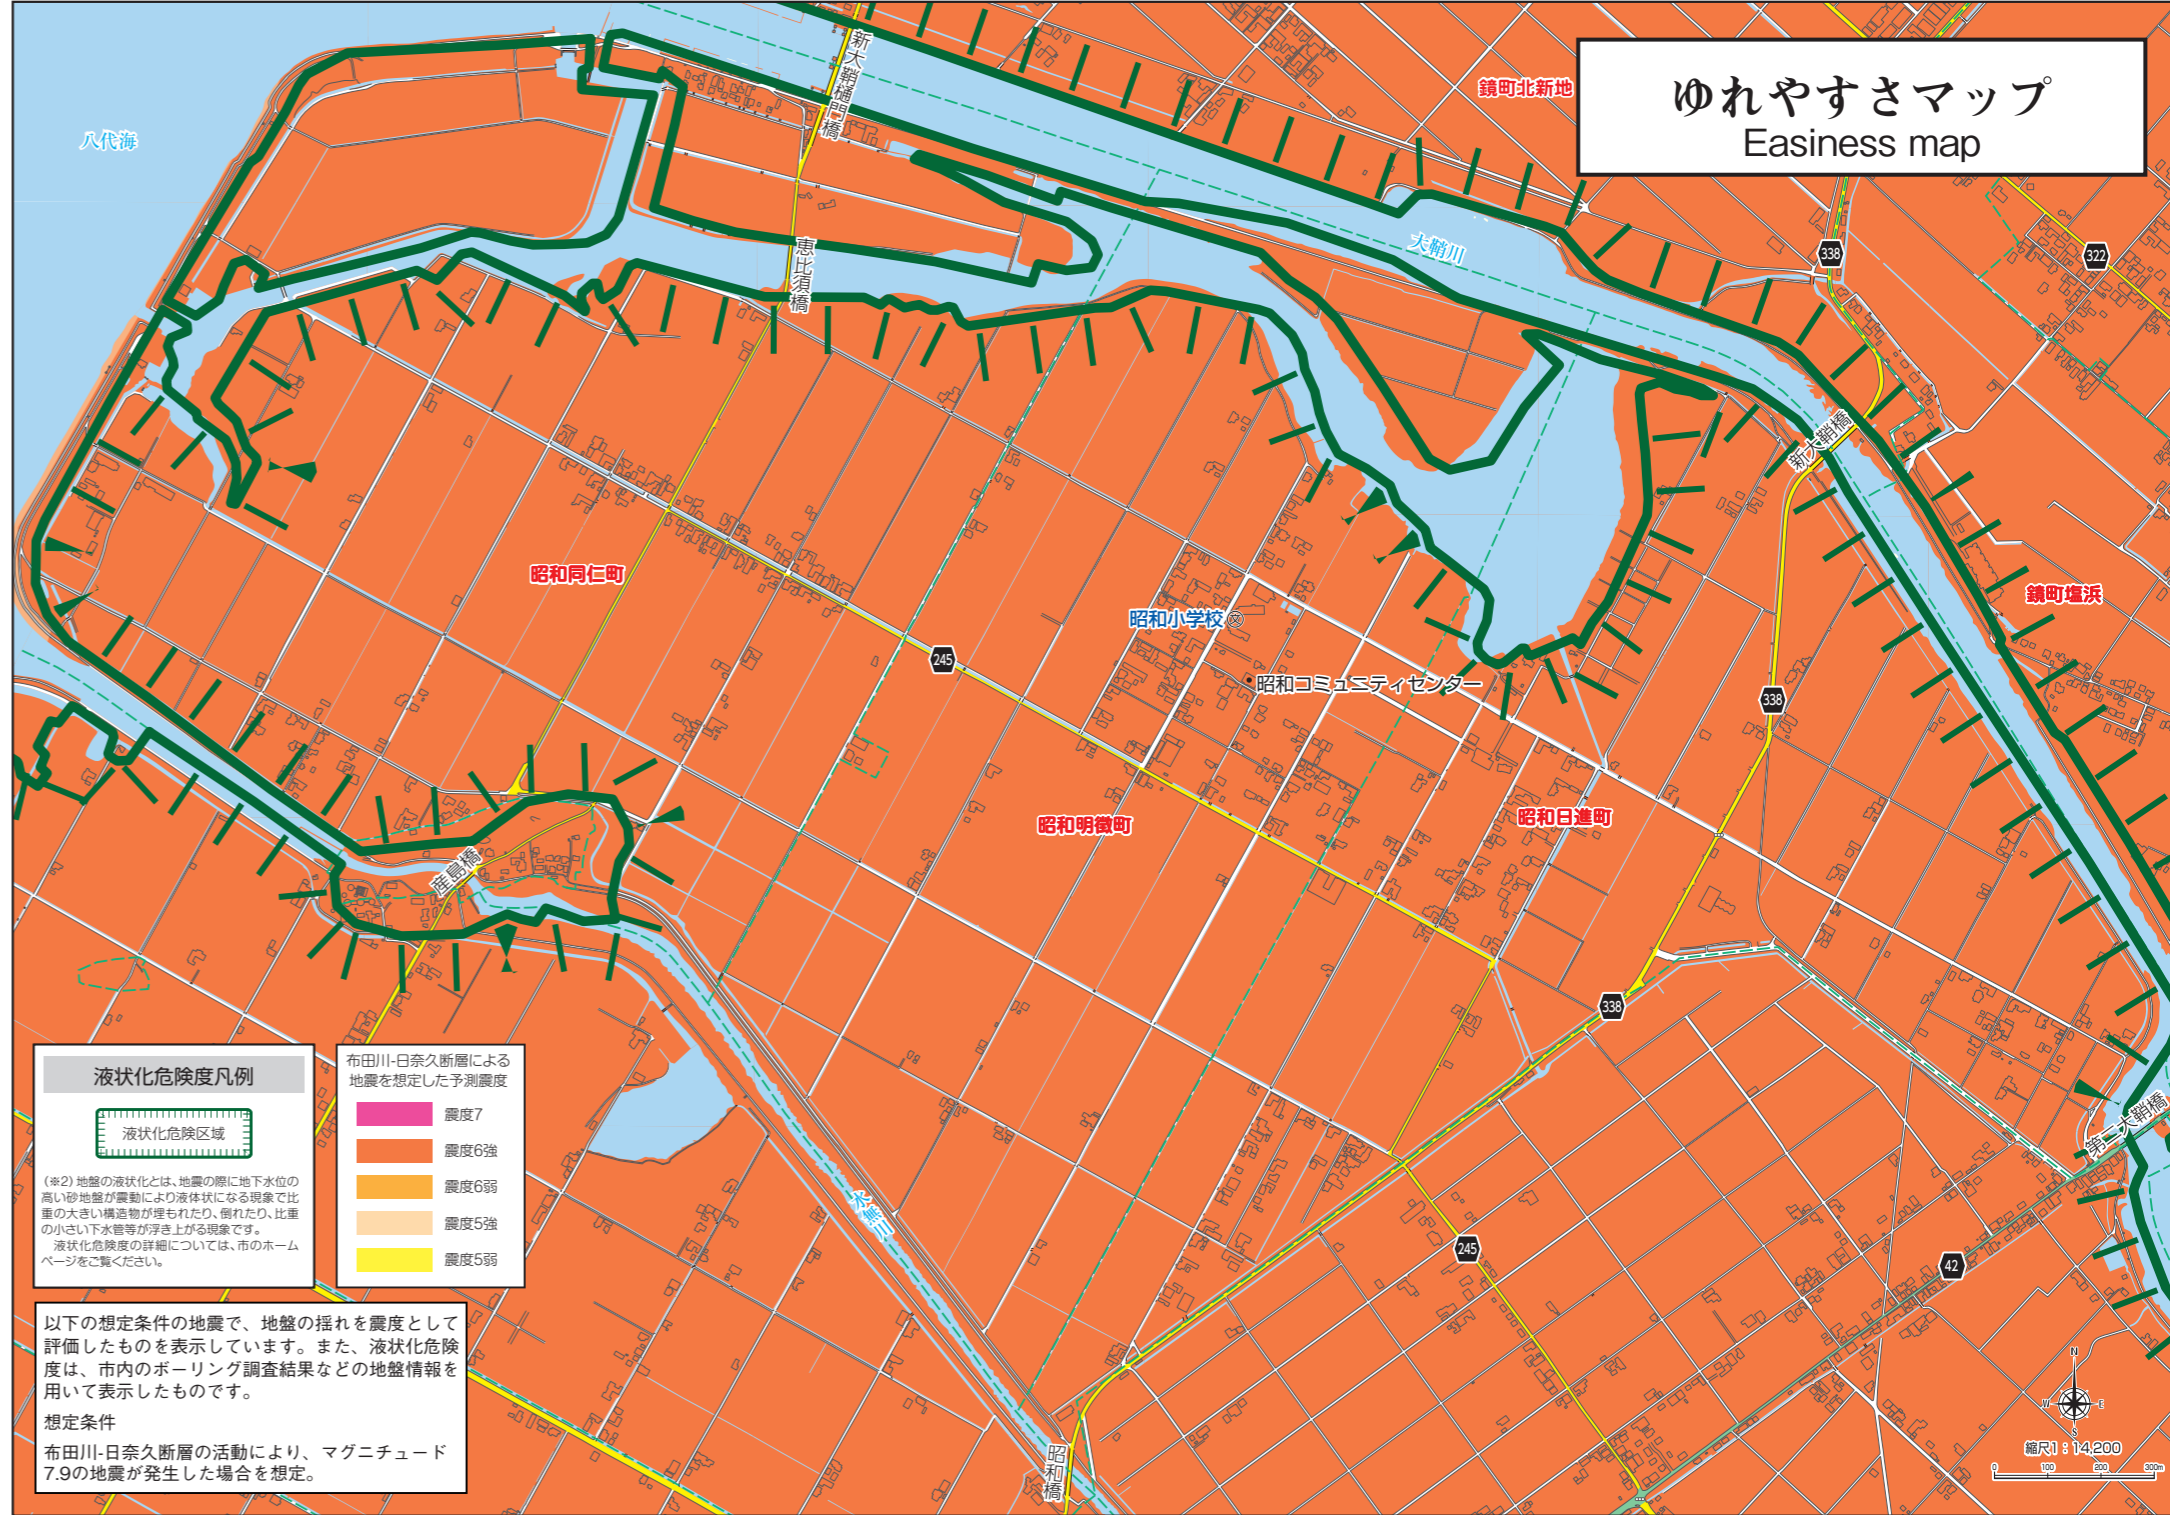 ゆれやすさマップ
Easiness map
八代海
新大鞘樋門橋
鏡町北新地
恵比須橋
大鞘川
338
322
新大鞘橋
昭和同仁町
昭和小学校
文
鏡町塩浜
245
昭和コミュニティセンター
338
昭和明徴町
昭和日進町
産島橋
338
水無川
第二大鞘橋
245
42
昭和橋
液状化危険度凡例
液状化危険区域
(※2) 地盤の液状化とは、地震の際に地下水位の
高い砂地盤が震動により液体状になる現象で比
重の大きい構造物が埋もれたり、倒れたり、比重
の小さい下水管等が浮き上がる現象です。
液状化危険度の詳細については、市のホーム
ページをご覧ください。
布田川-日奈久断層による
地震を想定した予測震度
震度7
震度6強
震度6弱
震度5強
震度5弱
以下の想定条件の地震で、地盤の揺れを震度として
評価したものを表示しています。また、液状化危険
度は、市内のボーリング調査結果などの地盤情報を
用いて表示したものです。
想定条件
布田川-日奈久断層の活動により、マグニチュード
7.9の地震が発生した場合を想定。
N
W
E
S
縮尺1：14,200
0 100 200 300m